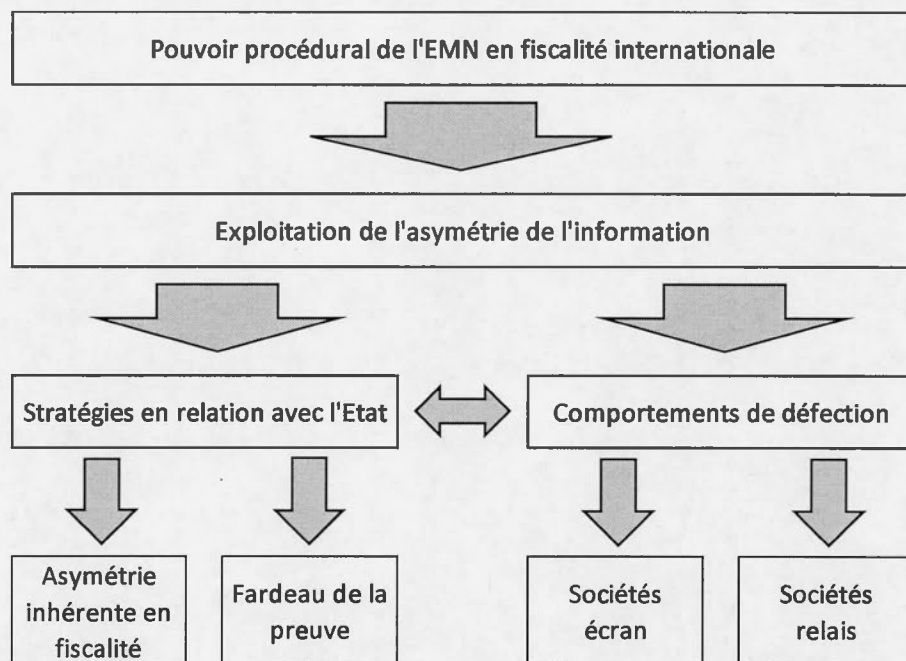 Pouvoir procédural de l'EMN en fiscalité internationale
Exploitation de l'asymétrie de l'information
Stratégies en relation avec l'Etat
Comportements de défection
Asymétrie
inhérente en
fiscalité
Fardeau de la
preuve
Sociétés
écran
Sociétés
relais